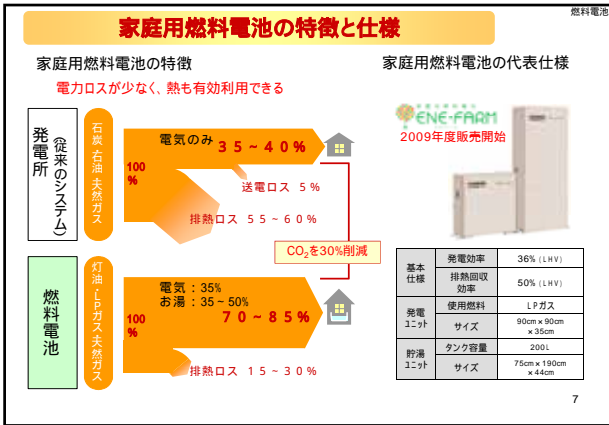 燃料電池
家庭用燃料電池の特徴と仕様
家庭用燃料電池の特徴
電力ロスが少なく、熱も有効利用できる
発電所
(従来のシステム)
石炭・石油・天然ガス
100
%
電気のみ 35~40%
送電ロス 5%
排熱ロス 55~60%
CO₂を30%削減
燃料電池
灯油・LPガス・天然ガス
100
%
電気:35%
お湯:35~50%
70~85%
排熱ロス 15~30%
家庭用燃料電池の代表仕様
ENE-FARM
2009年度販売開始
基本
仕様
発電効率 36% (LHV)
排熱回収
効率
50% (LHV)
発電
ユニット
使用燃料 LPガス
サイズ
90cm×90cm
×35cm
貯湯
ユニット
タンク容量 200L
サイズ
75cm×190cm
×44cm
7